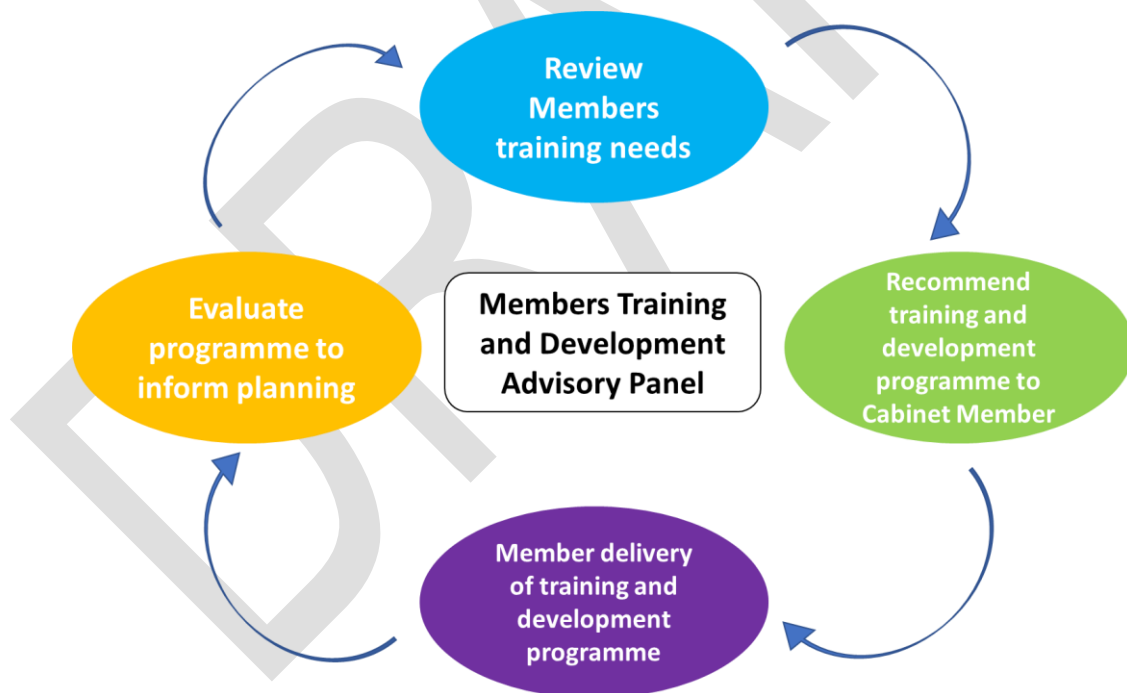 Review
Members
training needs
Recommend
training and
development
programme to
Cabinet Member
Members Training
and Development
Advisory Panel
Evaluate
programme to
inform planning
Member delivery
of training and
development
programme
DRA